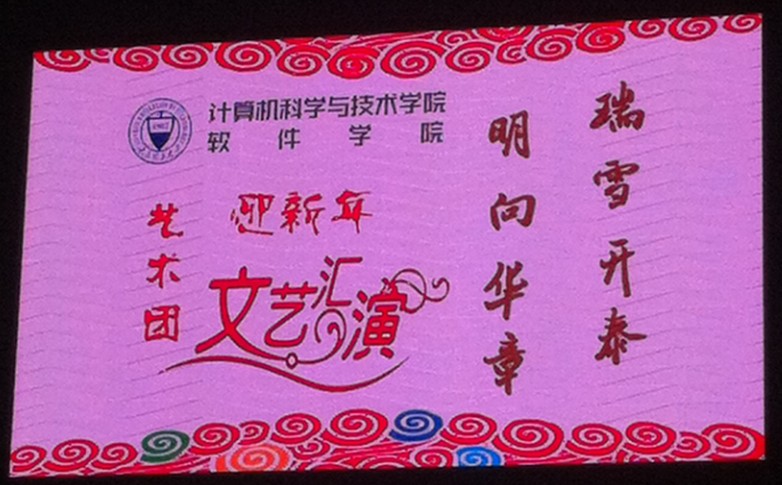 计算机科学与技术学院
软件学院
瑞雪开泰
明向华章
迎新年
文艺汇演
艺术团